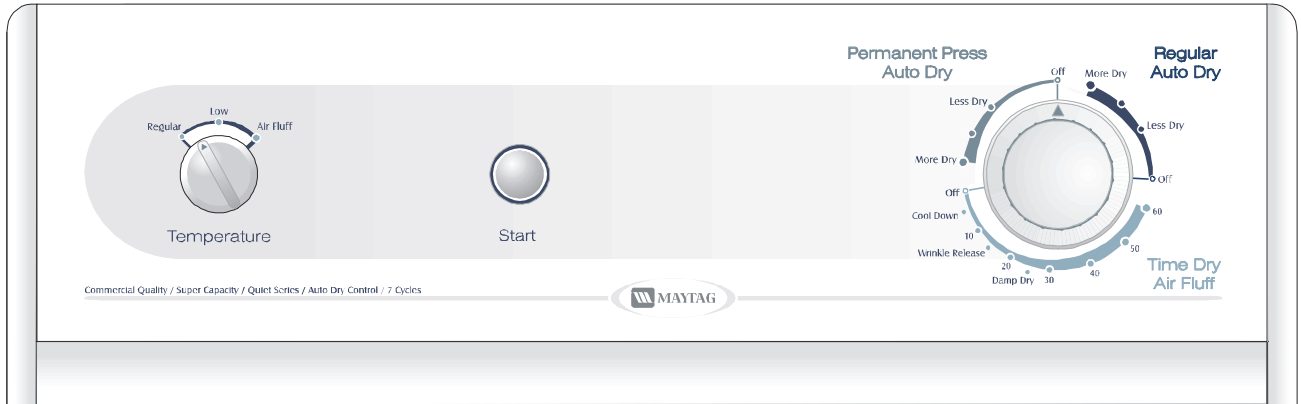 Permanent Press
Auto Dry
Regular
Auto Dry
Off
More Dry
Less Dry
Less Dry
More Dry
Off
Off
Cool Down
10
Wrinkle Release
20
Damp Dry
30
40
50
60
Time Dry
Air Fluff
Low
Regular
Air Fluff
Temperature
Start
Commercial Quality / Super Capacity / Quiet Series / Auto Dry Control / 7 Cycles
MAYTAG